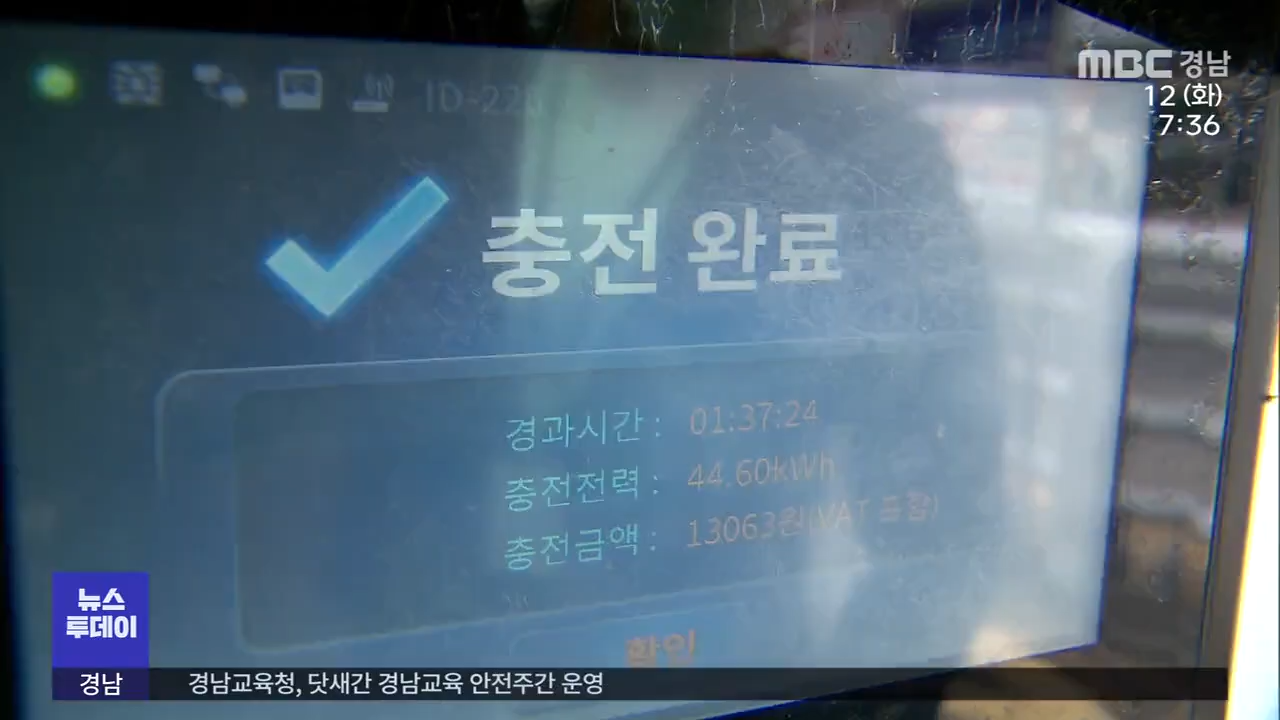 MBC 경남
12 (화)
7:36
충전 완료
경과시간 : 01:37:24
충전전력 : 44.60kWh
충전금액 : 13063원(VAT 포함)
확인
뉴스
투데이
경남
경남교육청, 닷새간 경남교육 안전주간 운영